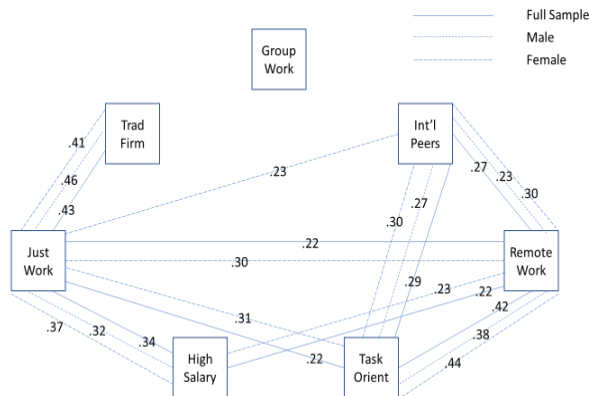 Full Sample
Male
Female
Group
Work
Trad
Firm
Int'l
Peers
.41
.46
.43
.23
.27
.23
.30
.27
.30
.22
.30
Just
Work
Remote
Work
.29
.23
.22
.31
.42
.37
.32
.34
.22
.38
.44
High
Salary
Task
Orient